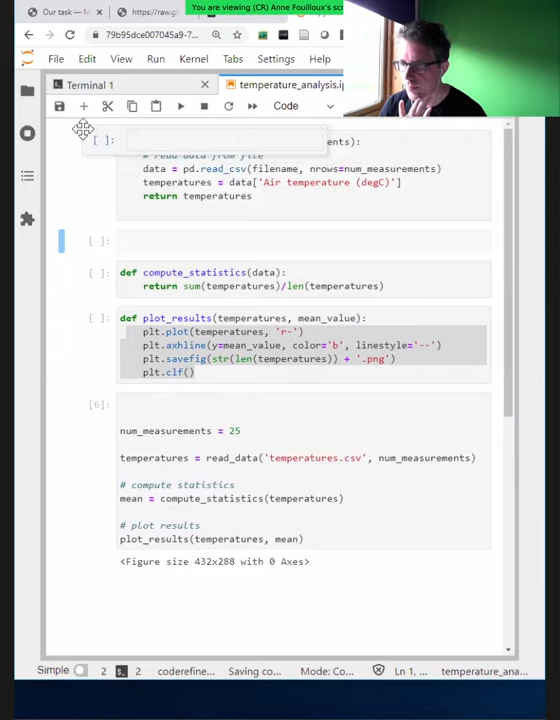 You are viewing (CR) Anne Fouilloux's scr
Our task — M
https://raw.g
79b95dce007045a9-7...
File Edit View Run Kernel Tabs Settings Help
Terminal 1
temperature_analysis.ip
Code
[ ]:
ents):
# read data from file
data = pd.read_csv(filename, nrows=num_measurements)
temperatures = data['Air temperature (degC)']
return temperatures
[ ]:
[ ]: def compute_statistics(data):
return sum(temperatures)/len(temperatures)
[ ]: def plot_results(temperatures, mean_value):
plt.plot(temperatures, 'r-')
plt.axhline(y=mean_value, color='b', linestyle='--')
plt.savefig(str(len(temperatures)) + '.png')
plt.clf()
[6]:
num_measurements = 25
temperatures = read_data('temperatures.csv', num_measurements)
# compute statistics
mean = compute_statistics(temperatures)
# plot results
plot_results(temperatures, mean)
<Figure size 432x288 with 0 Axes>
Simple 2 2 coderefine... Saving co... Mode: Co... Ln 1, ... temperature_ana...